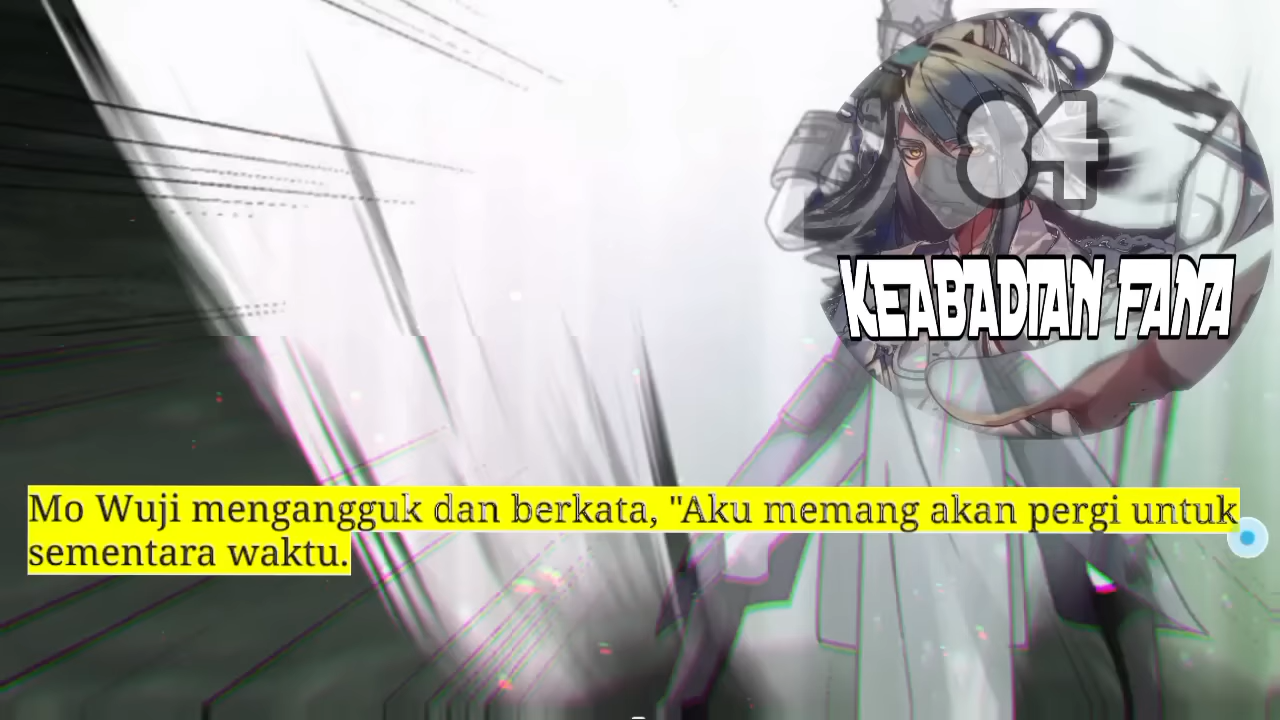 84
KEABADIAN FANA
Mo Wuji mengangguk dan berkata, "Aku memang akan pergi untuk
sementara waktu.